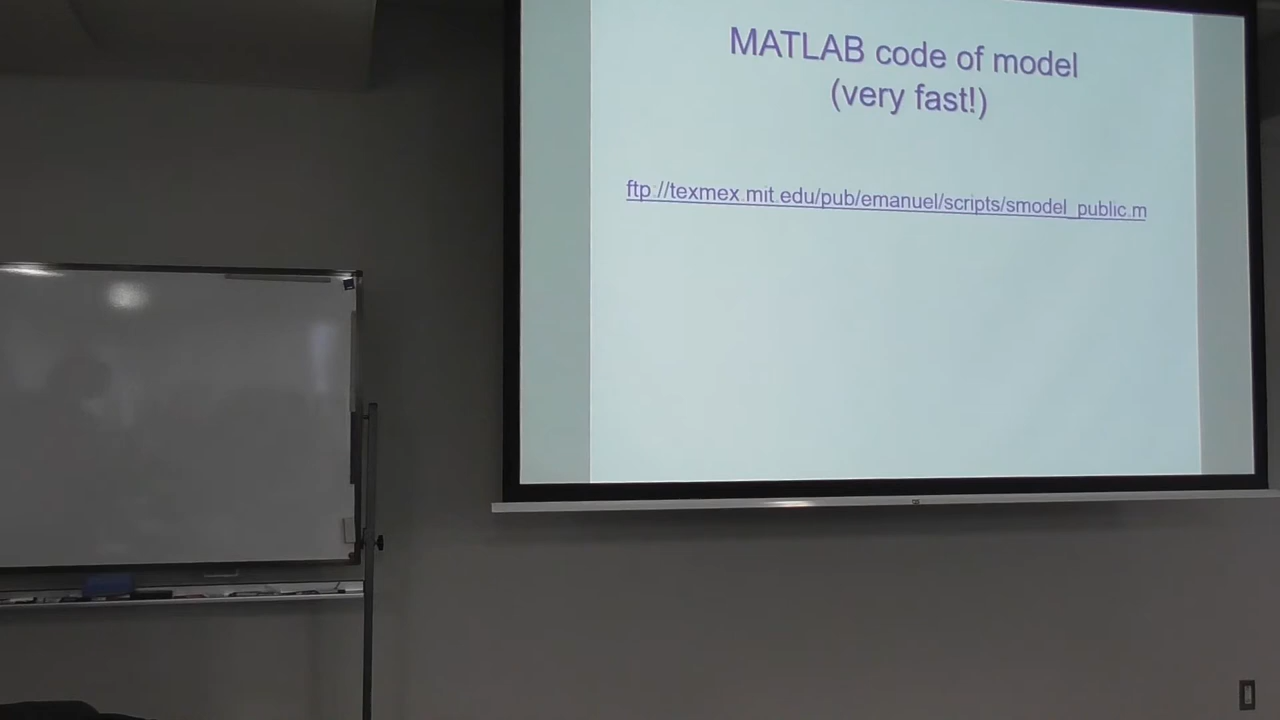 MATLAB code of model
(very fast!)
ftp://texmex.mit.edu/pub/emanuel/scripts/smodel_public.m